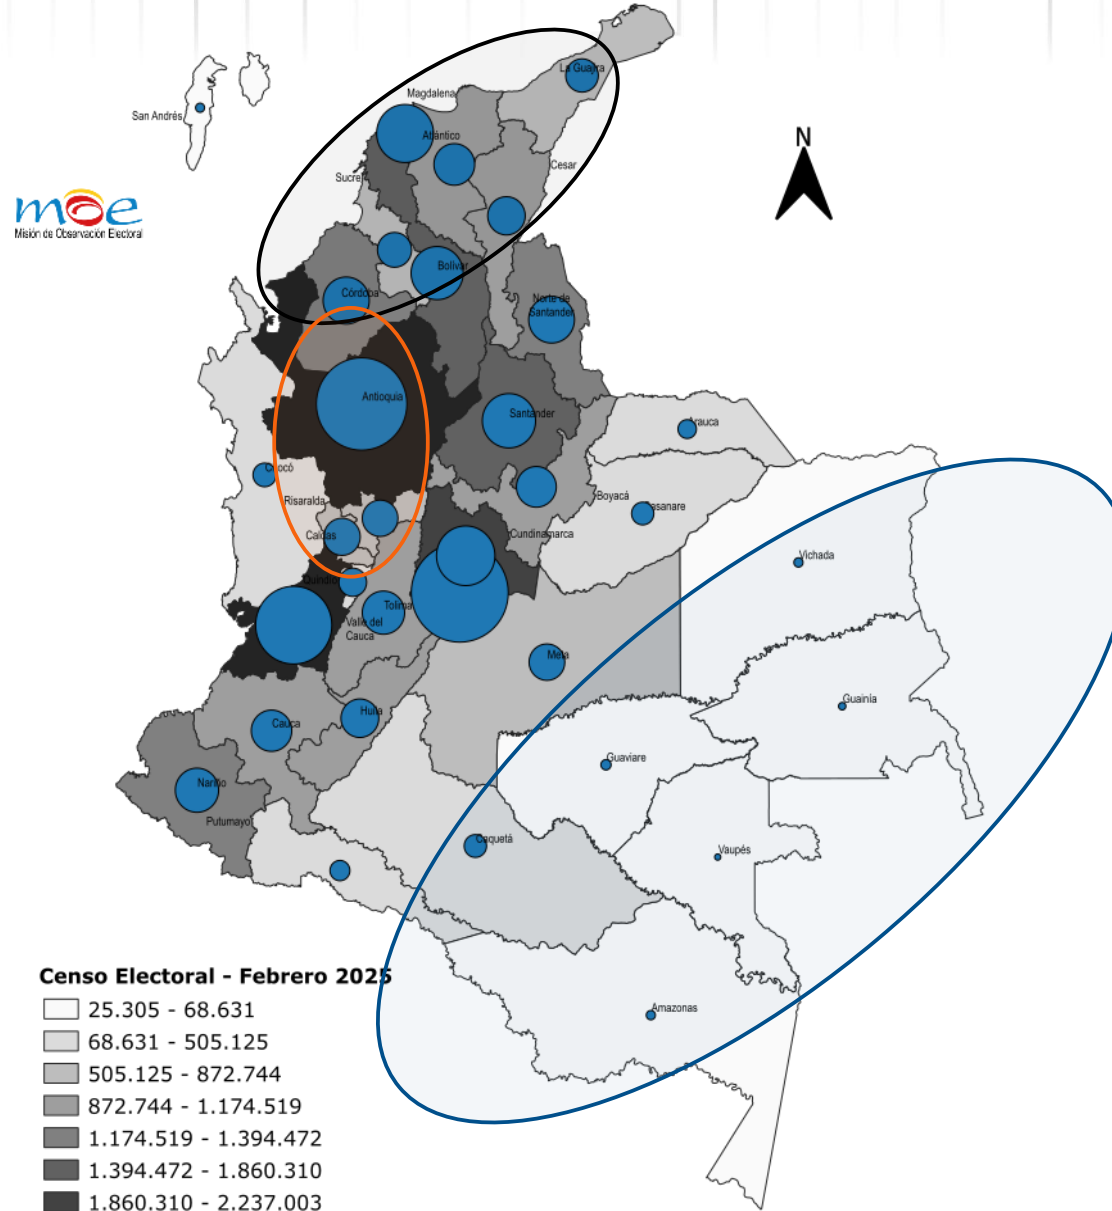 La Guajira
Magdalena
San Andrés
Atlántico
N
Cesar
Sucre
moe
Misión de Observación Electoral
Bolívar
Córdoba
Norte de
Santander
Antioquia
Santander
Arauca
Chocó
Risaralda
Boyacá
Casanare
Caldas
Cundinamarca
Vichada
Quindío
Tolima
Valle del
Cauca
Meta
Guainía
Huila
Cauca
Guaviare
Nariño
Putumayo
Caquetá
Vaupés
Amazonas
Censo Electoral - Febrero 2025
25.305 - 68.631
68.631 - 505.125
505.125 - 872.744
872.744 - 1.174.519
1.174.519 - 1.394.472
1.394.472 - 1.860.310
1.860.310 - 2.237.003